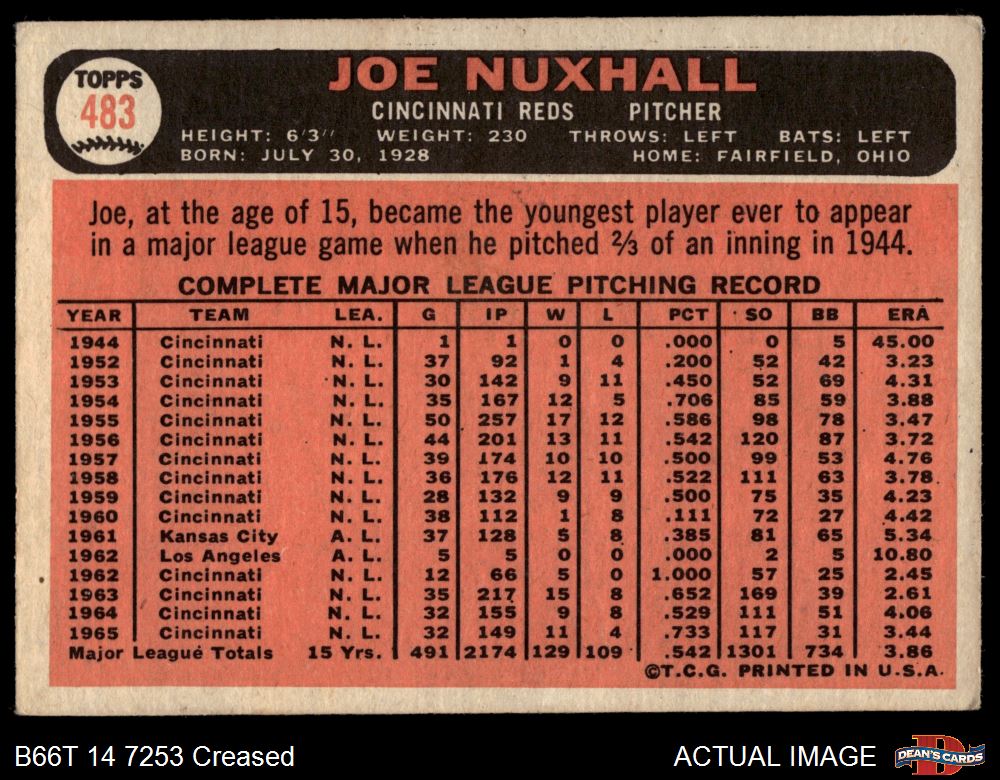 TOPPS
483
JOE NUXHALL
CINCINNATI REDS PITCHER
HEIGHT: 6'3" WEIGHT: 230 THROWS: LEFT BATS: LEFT
BORN: JULY 30, 1928 HOME: FAIRFIELD, OHIO
Joe, at the age of 15, became the youngest player ever to appear
in a major league game when he pitched ⅔ of an inning in 1944.
COMPLETE MAJOR LEAGUE PITCHING RECORD
YEAR TEAM LEA. G IP W L PCT SO BB ERA
1944 Cincinnati N. L. 1 1 0 0 .000 0 5 45.00
1952 Cincinnati N. L. 37 92 1 4 .200 52 42 3.23
1953 Cincinnati N. L. 30 142 9 11 .450 52 69 4.31
1954 Cincinnati N. L. 35 167 12 5 .706 85 59 3.88
1955 Cincinnati N. L. 50 257 17 12 .586 98 78 3.47
1956 Cincinnati N. L. 44 201 13 11 .542 120 87 3.72
1957 Cincinnati N. L. 39 174 10 10 .500 99 53 4.76
1958 Cincinnati N. L. 36 176 12 11 .522 111 63 3.78
1959 Cincinnati N. L. 28 132 9 9 .500 75 35 4.23
1960 Cincinnati N. L. 38 112 1 8 .111 72 27 4.42
1961 Kansas City A. L. 37 128 5 8 .385 81 65 5.34
1962 Los Angeles A. L. 5 5 0 0 .000 2 5 10.80
1962 Cincinnati N. L. 12 66 5 0 1.000 57 25 2.45
1963 Cincinnati N. L. 35 217 15 8 .652 169 39 2.61
1964 Cincinnati N. L. 32 155 9 8 .529 111 51 4.06
1965 Cincinnati N. L. 32 149 11 4 .733 117 31 3.44
Major League Totals 15 Yrs. 491 2174 129 109 .542 1301 734 3.86
©T.C.G. PRINTED IN U.S.A.
B66T 14 7253 Creased ACTUAL IMAGE
DEAN'S CARDS